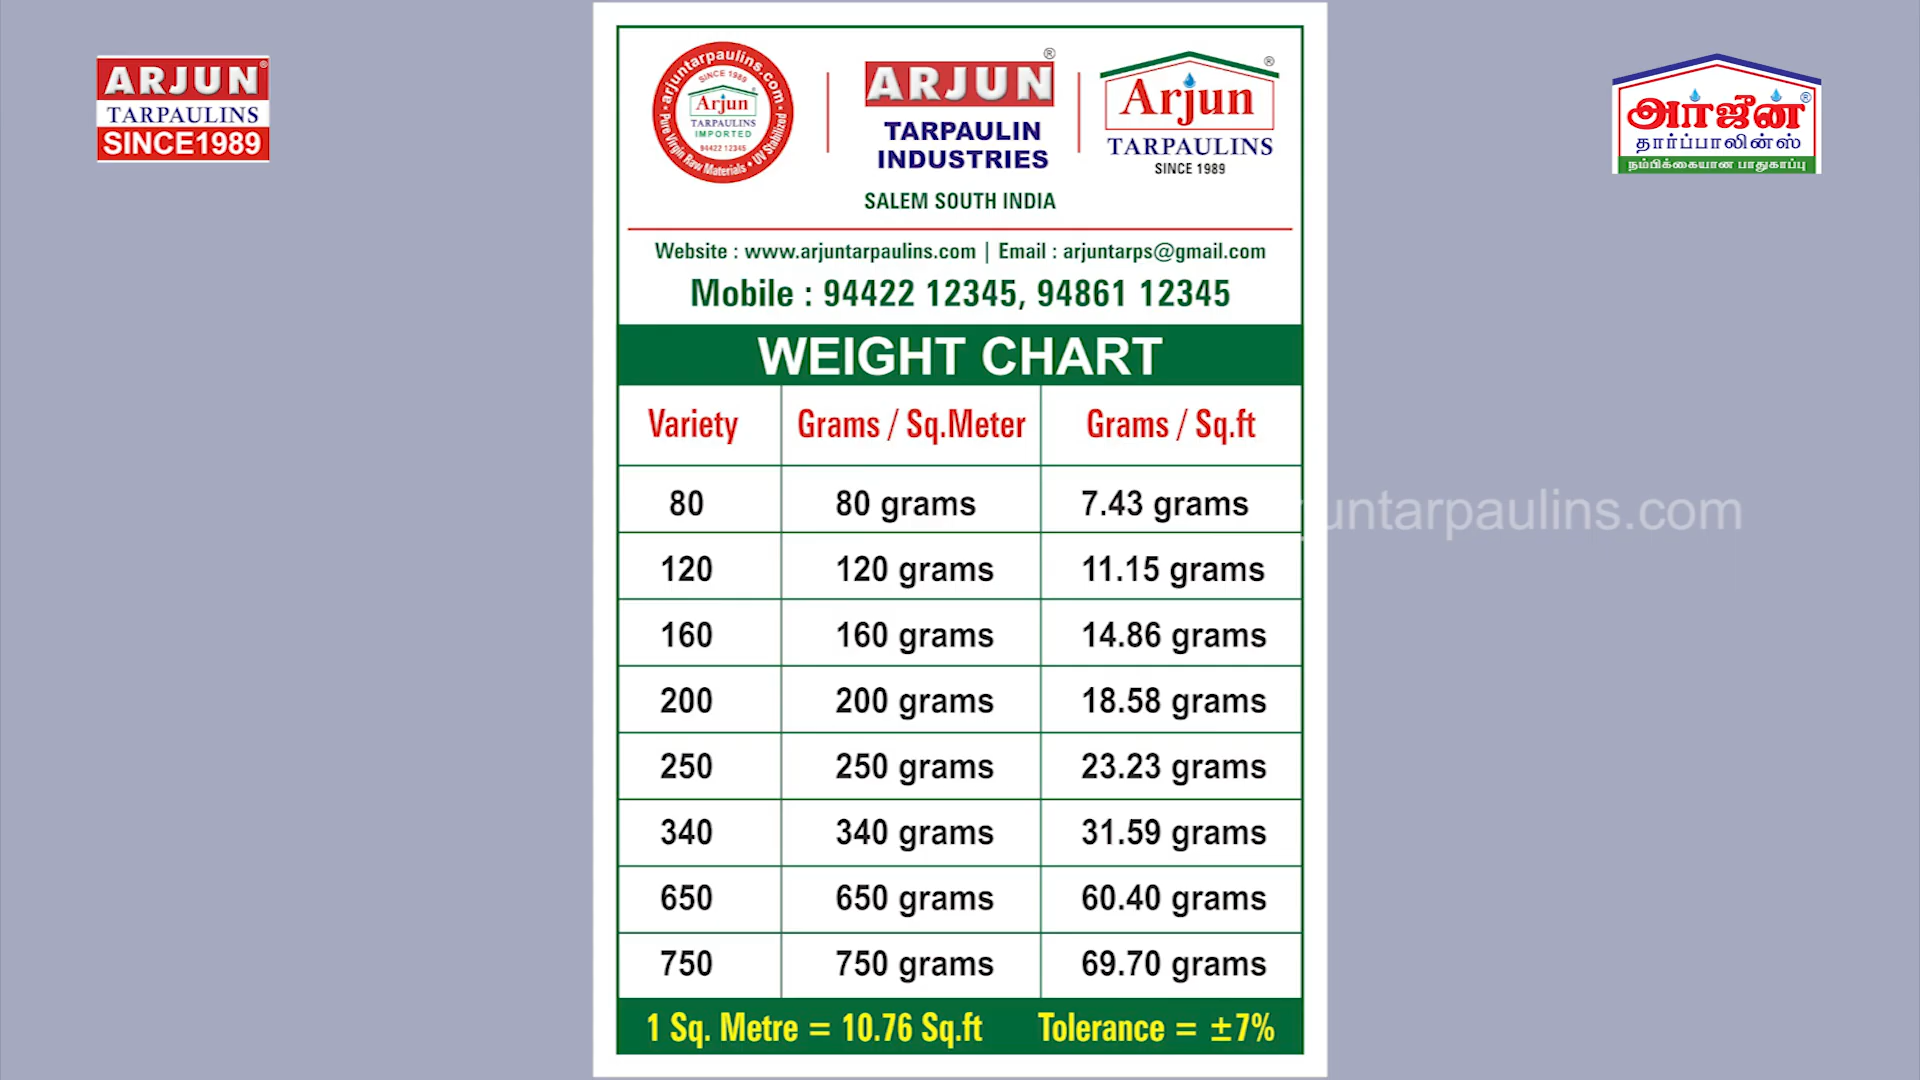 ARJUN®
TARPAULINS
SINCE1989
arjuntarpaulins.com
SINCE 1989
Arjun
TARPAULINS
IMPORTED
94422 12345
Pure Virgin Raw Materials • UV Stabilized
ARJUN®
TARPAULIN
INDUSTRIES
SALEM SOUTH INDIA
Arjun®
TARPAULINS
SINCE 1989
அர்ஜீன்®
தார்ப்பாலின்ஸ்
நம்பிக்கையான பாதுகாப்பு
Website : www.arjuntarpaulins.com | Email : arjuntarps@gmail.com
Mobile : 94422 12345, 94861 12345
WEIGHT CHART
Variety Grams / Sq.Meter Grams / Sq.ft
80 80 grams 7.43 grams
juntarpaulins.com
120 120 grams 11.15 grams
160 160 grams 14.86 grams
200 200 grams 18.58 grams
250 250 grams 23.23 grams
340 340 grams 31.59 grams
650 650 grams 60.40 grams
750 750 grams 69.70 grams
1 Sq. Metre = 10.76 Sq.ft Tolerance = ±7%